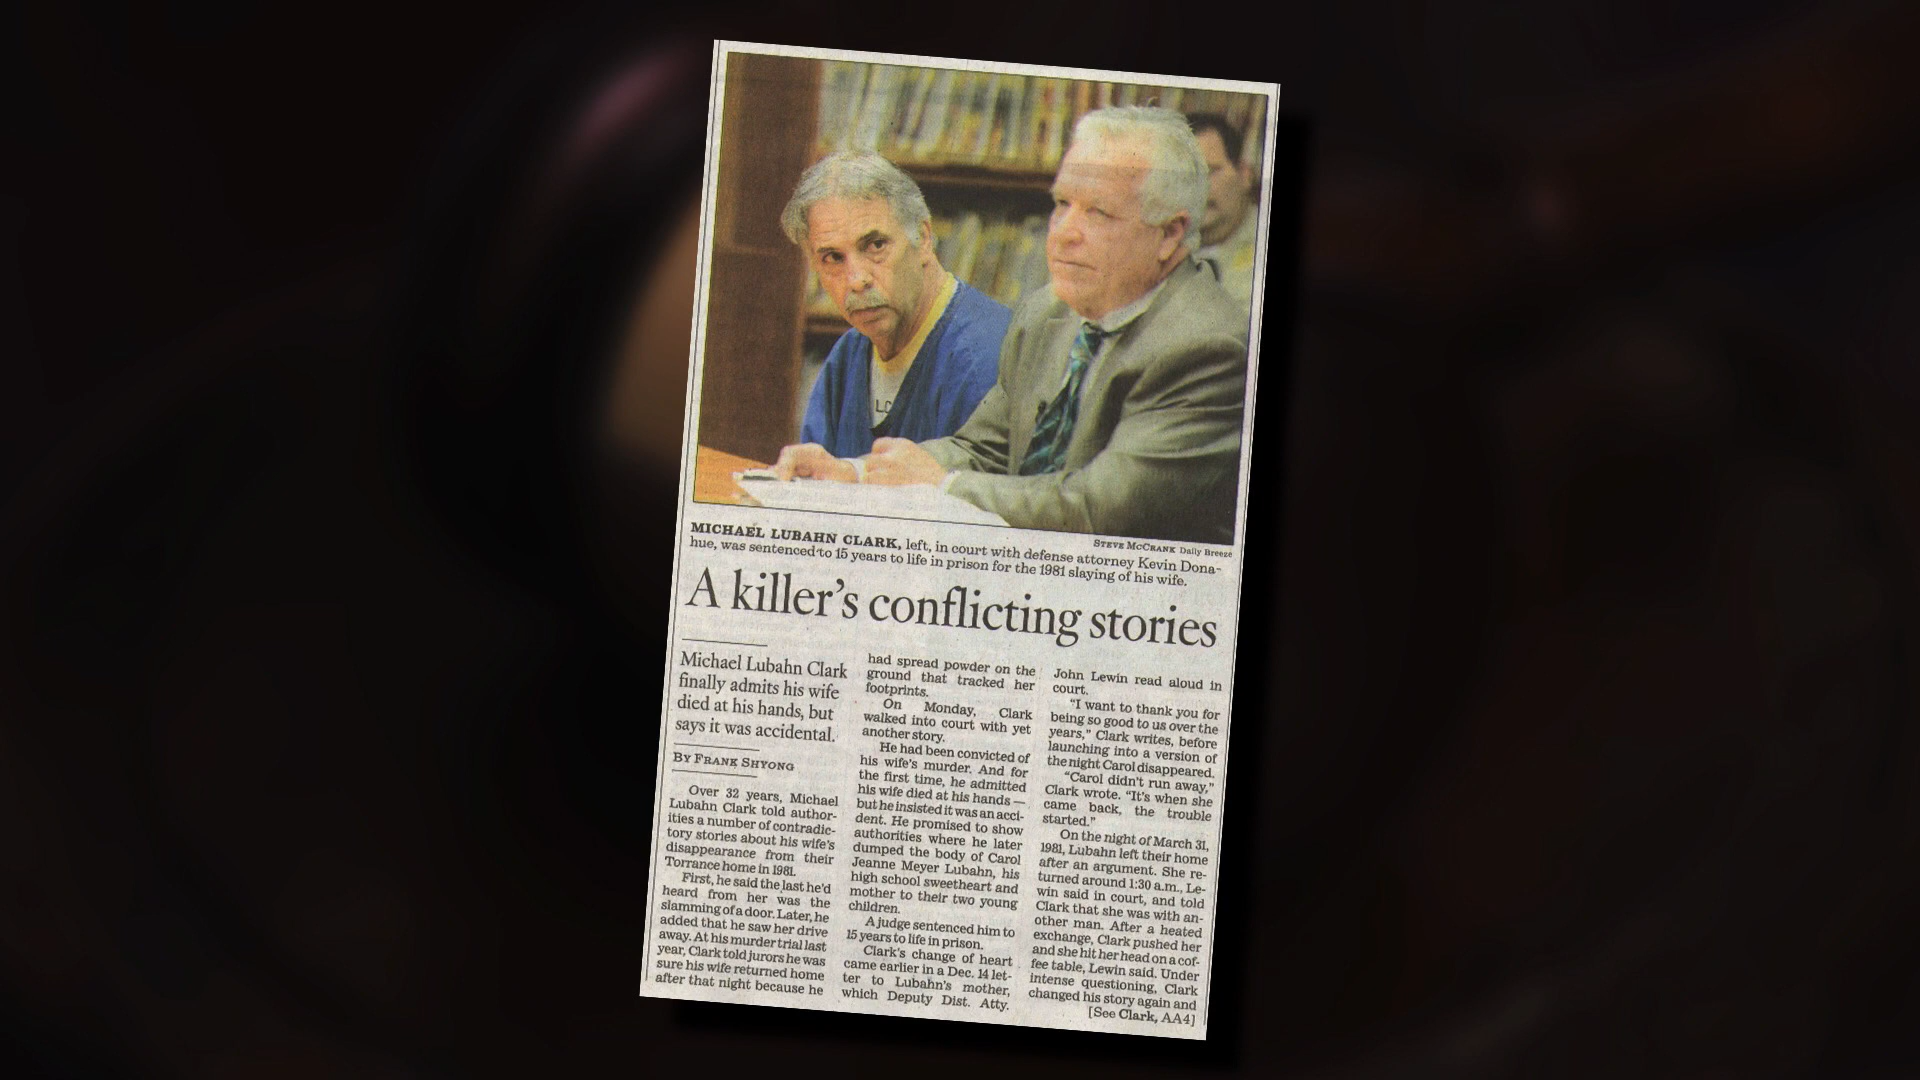 LC
STEVE MCCRANK Daily Breeze
MICHAEL LUBAHN CLARK, left, in court with defense attorney Kevin Dona-
hue, was sentenced to 15 years to life in prison for the 1981 slaying of his wife.
A killer's conflicting stories
Michael Lubahn Clark
finally admits his wife
died at his hands, but
says it was accidental.
BY FRANK SHYONG
Over 32 years, Michael
Lubahn Clark told author-
ities a number of contradic-
tory stories about his wife's
disappearance from their
Torrance home in 1981.
First, he said the last he'd
heard from her was the
slamming of a door. Later, he
added that he saw her drive
away. At his murder trial last
year, Clark told jurors he was
sure his wife returned home
after that night because he
had spread powder on the
ground that tracked her
footprints.
On Monday, Clark
walked into court with yet
another story.
He had been convicted of
his wife's murder. And for
the first time, he admitted
his wife died at his hands —
but he insisted it was an acci-
dent. He promised to show
authorities where he later
dumped the body of Carol
Jeanne Meyer Lubahn, his
high school sweetheart and
mother to their two young
children.
A judge sentenced him to
15 years to life in prison.
Clark's change of heart
came earlier in a Dec. 14 let-
ter to Lubahn's mother,
which Deputy Dist. Atty.
John Lewin read aloud in
court.
"I want to thank you for
being so good to us over the
years," Clark writes, before
launching into a version of
the night Carol disappeared.
"Carol didn't run away,"
Clark wrote. "It's when she
came back, the trouble
started."
On the night of March 31,
1981, Lubahn left their home
after an argument. She re-
turned around 1:30 a.m., Le-
win said in court, and told
Clark that she was with an-
other man. After a heated
exchange, Clark pushed her
and she hit her head on a cof-
fee table, Lewin said. Under
intense questioning, Clark
changed his story again and
[See Clark, AA4]